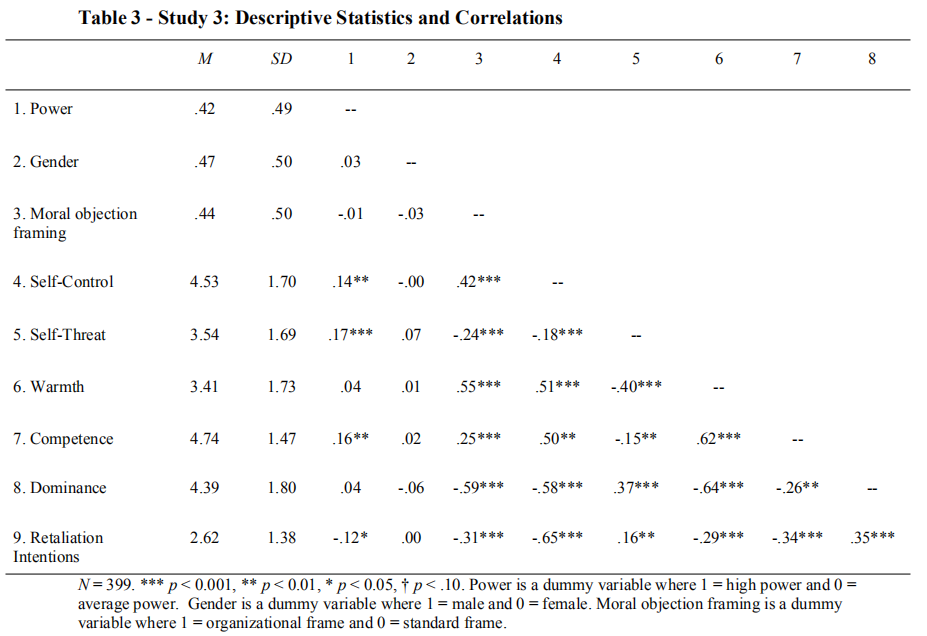 Table 3 - Study 3: Descriptive Statistics and Correlations
M SD 1 2 3 4 5 6 7 8
1. Power .42 .49 --
2. Gender .47 .50 .03 --
3. Moral objection framing .44 .50 -.01 -.03 --
4. Self-Control 4.53 1.70 .14** -.00 .42*** --
5. Self-Threat 3.54 1.69 .17*** .07 -.24*** -.18*** --
6. Warmth 3.41 1.73 .04 .01 .55*** .51*** -.40*** --
7. Competence 4.74 1.47 .16** .02 .25*** .50** -.15** .62*** --
8. Dominance 4.39 1.80 .04 -.06 -.59*** -.58*** .37*** -.64*** -.26** --
9. Retaliation Intentions 2.62 1.38 -.12* .00 -.31*** -.65*** .16** -.29*** -.34*** .35***
N = 399. *** p < 0.001, ** p < 0.01, * p < 0.05, † p < .10. Power is a dummy variable where 1 = high power and 0 =
average power. Gender is a dummy variable where 1 = male and 0 = female. Moral objection framing is a dummy
variable where 1 = organizational frame and 0 = standard frame.